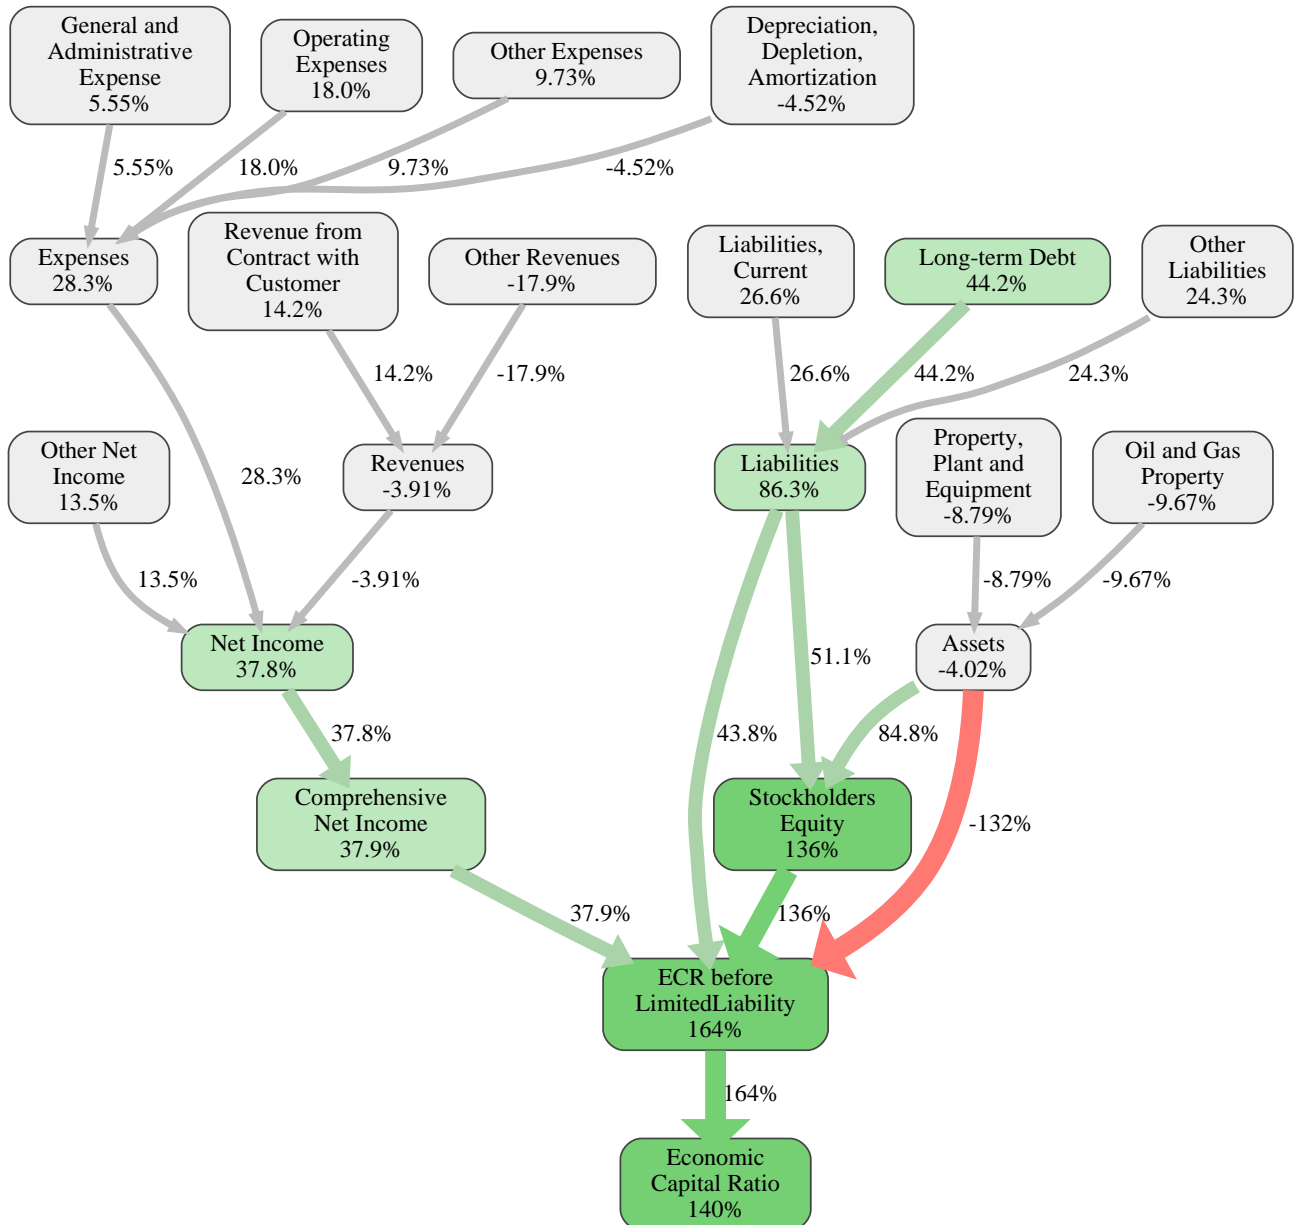 General and
Administrative
Expense
5.55%
Operating
Expenses
18.0%
Other Expenses
9.73%
Depreciation,
Depletion,
Amortization
-4.52%
5.55%
18.0%
9.73%
-4.52%
Expenses
28.3%
Revenue from
Contract with
Customer
14.2%
Other Revenues
-17.9%
Liabilities,
Current
26.6%
Long-term Debt
44.2%
Other
Liabilities
24.3%
14.2%
-17.9%
26.6%
44.2%
24.3%
Other Net
Income
13.5%
28.3%
Revenues
-3.91%
Liabilities
86.3%
Property,
Plant and
Equipment
-8.79%
Oil and Gas
Property
-9.67%
13.5%
-3.91%
-8.79%
-9.67%
Net Income
37.8%
51.1%
Assets
-4.02%
37.8%
43.8%
84.8%
Comprehensive
Net Income
37.9%
Stockholders
Equity
136%
-132%
37.9%
136%
ECR before
LimitedLiability
164%
164%
Economic
Capital Ratio
140%